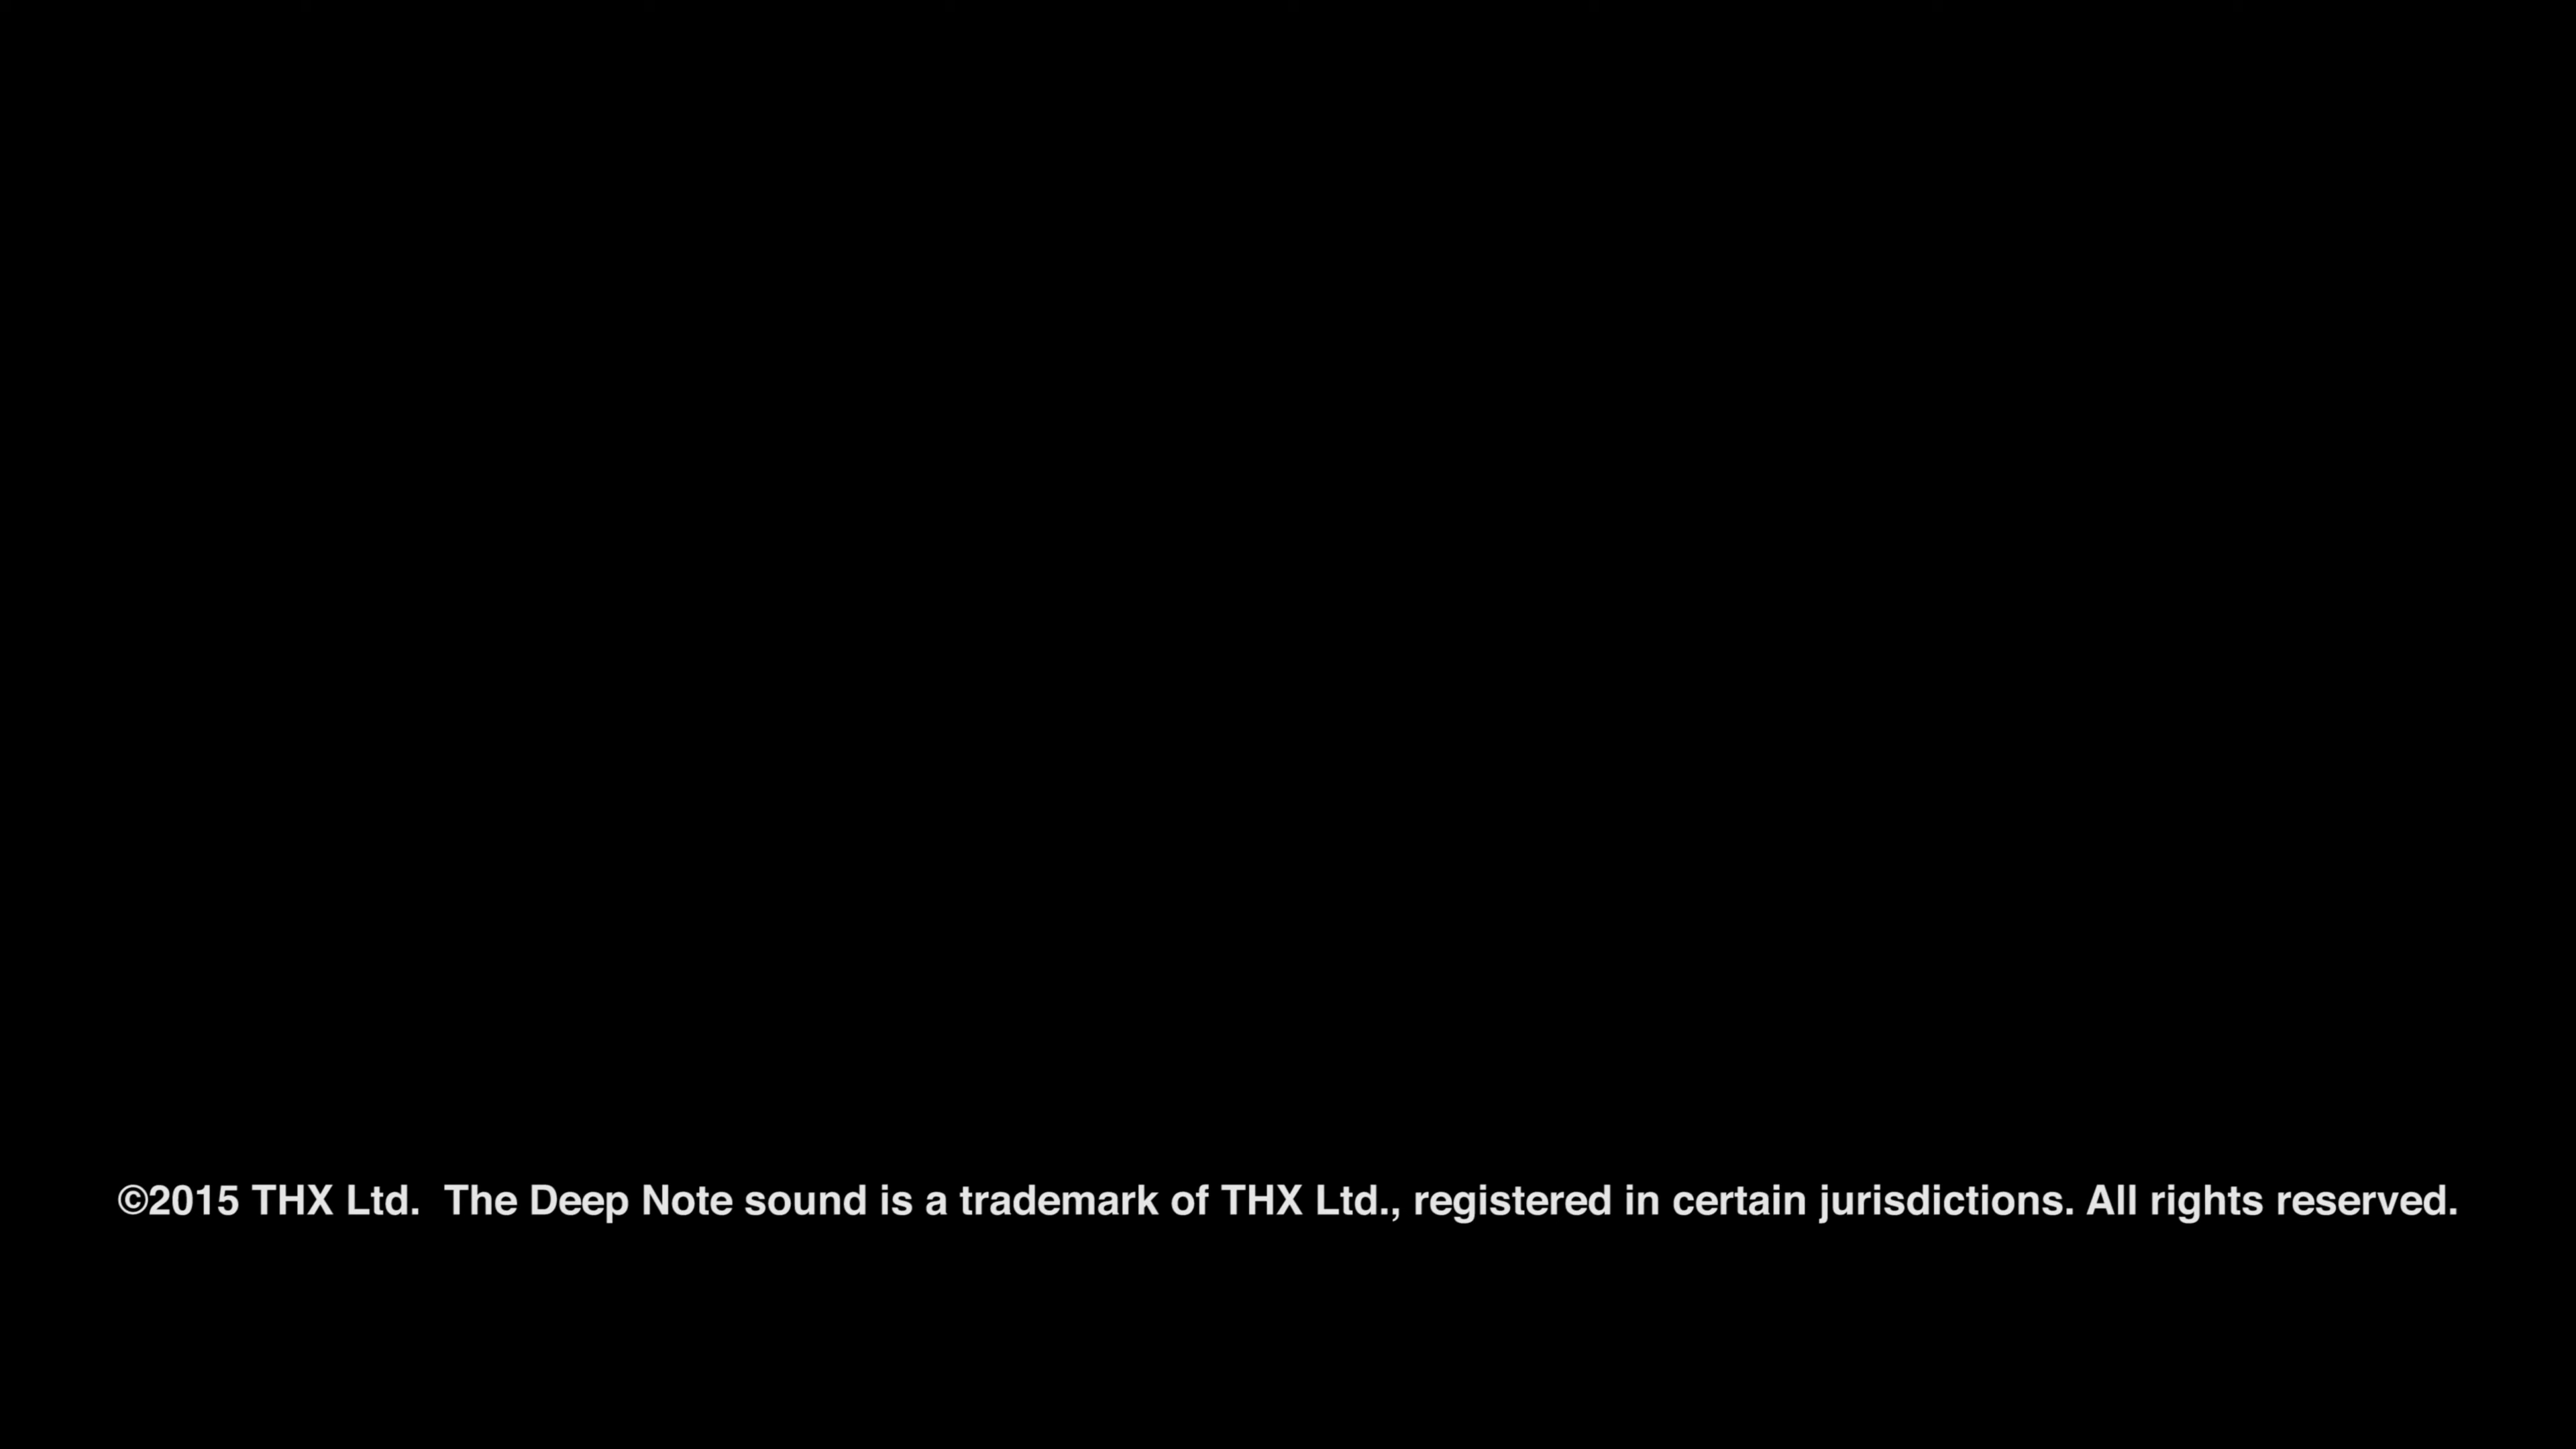 ©2015 THX Ltd.  The Deep Note sound is a trademark of THX Ltd., registered in certain jurisdictions. All rights reserved.